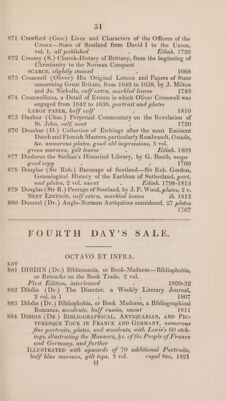 51
871 Crawfurd (Geo.) Lives and Characters of the Officers of the
Crown—State of Scotland from David I to the Union,
vol. 1, all published Edinb. 1726
872 Cressy (S.) Church-History of Brittany, from the beginning of
Christianity to the Norman Conquest
SCARCE, slightly stained 1668
873 Cromwell (Oliver) His Original Letters and Papers of State
concerning Great Britain, from 1649 to 1658, by J. Milton
and Jo. Nickolls, calf extra, marbled leaves 1743
874 Cromwelliana, a Detail of Events in which Oliver Cromwell was
engaged from 1642 to 1658, portrait and plates
LARGE PAPER, half calf 1810
875 Daubuz (Chas.) Perpetual Commentary on the Revelation of
St. John, calf, neat 1720
876 Deuchar (D.) Collection of Etchings after the most Eminent
Dutch and Flemish Masters, particularly Rembrandt, Ostade,
&c. numerous plates, good old impressions, 3 vol.
green morocco, gilt leaves Edinb. 1803
877 Diodorus the Sicilian's Historical Library, by G. Booth, maps
good copy 1700
878 Douglas (Sir Rob.) Baronage of Scotland—Sir Rob. Gordon,
Genealogical History of the Earldom of Sutherland, port.
and plates, 2 vol. uncut Edinb. 1798-1813
879 Douglas (Sir R.) Peerage of Scotland, by J. P. Wood, plates, 2 v.
BEST EDITION, calf extra, marbled leaves ib. 1813
880 Ducarel (Dr.) Anglo-Norman Antiquities considered, 27 plates
1767
FOURTH DAY'S SALE.
OCTAVO ET INFRA.
LOT
881 DIBDIN (Dr.) Bibliomania, or Book-Madness—Bibliophobia,
or Remarks on the Book Trade, 2 vol.
First Edition, interleaved 1809-32
882 Dibdin (Dr.) The Director, a Weekly Literary Journal,
2 vol. in 1 1807
883 Dibdin (Dr.) Bibliophobia, or Book Madness, a Bibliographical
Romance, woodcuts, half russia, uncut 1811
884 DIBDIN (DR.) BIBLIOGRAPHICAL, ANTIQUARIAN, AND PIC-
TURESQUE TOUR IN FRANCE AND GERMANY, numerous
fine portraits, plates, and woodcuts, with Lewis's 60 etch-
ings, illustrating the Manners, &c. of the People of France
and Germany, and further
ILLUSTRATED with upwards of 70 additional Portraits,
half blue morocco, gilt tops, 3 vol. royal 8vo, 1821
H